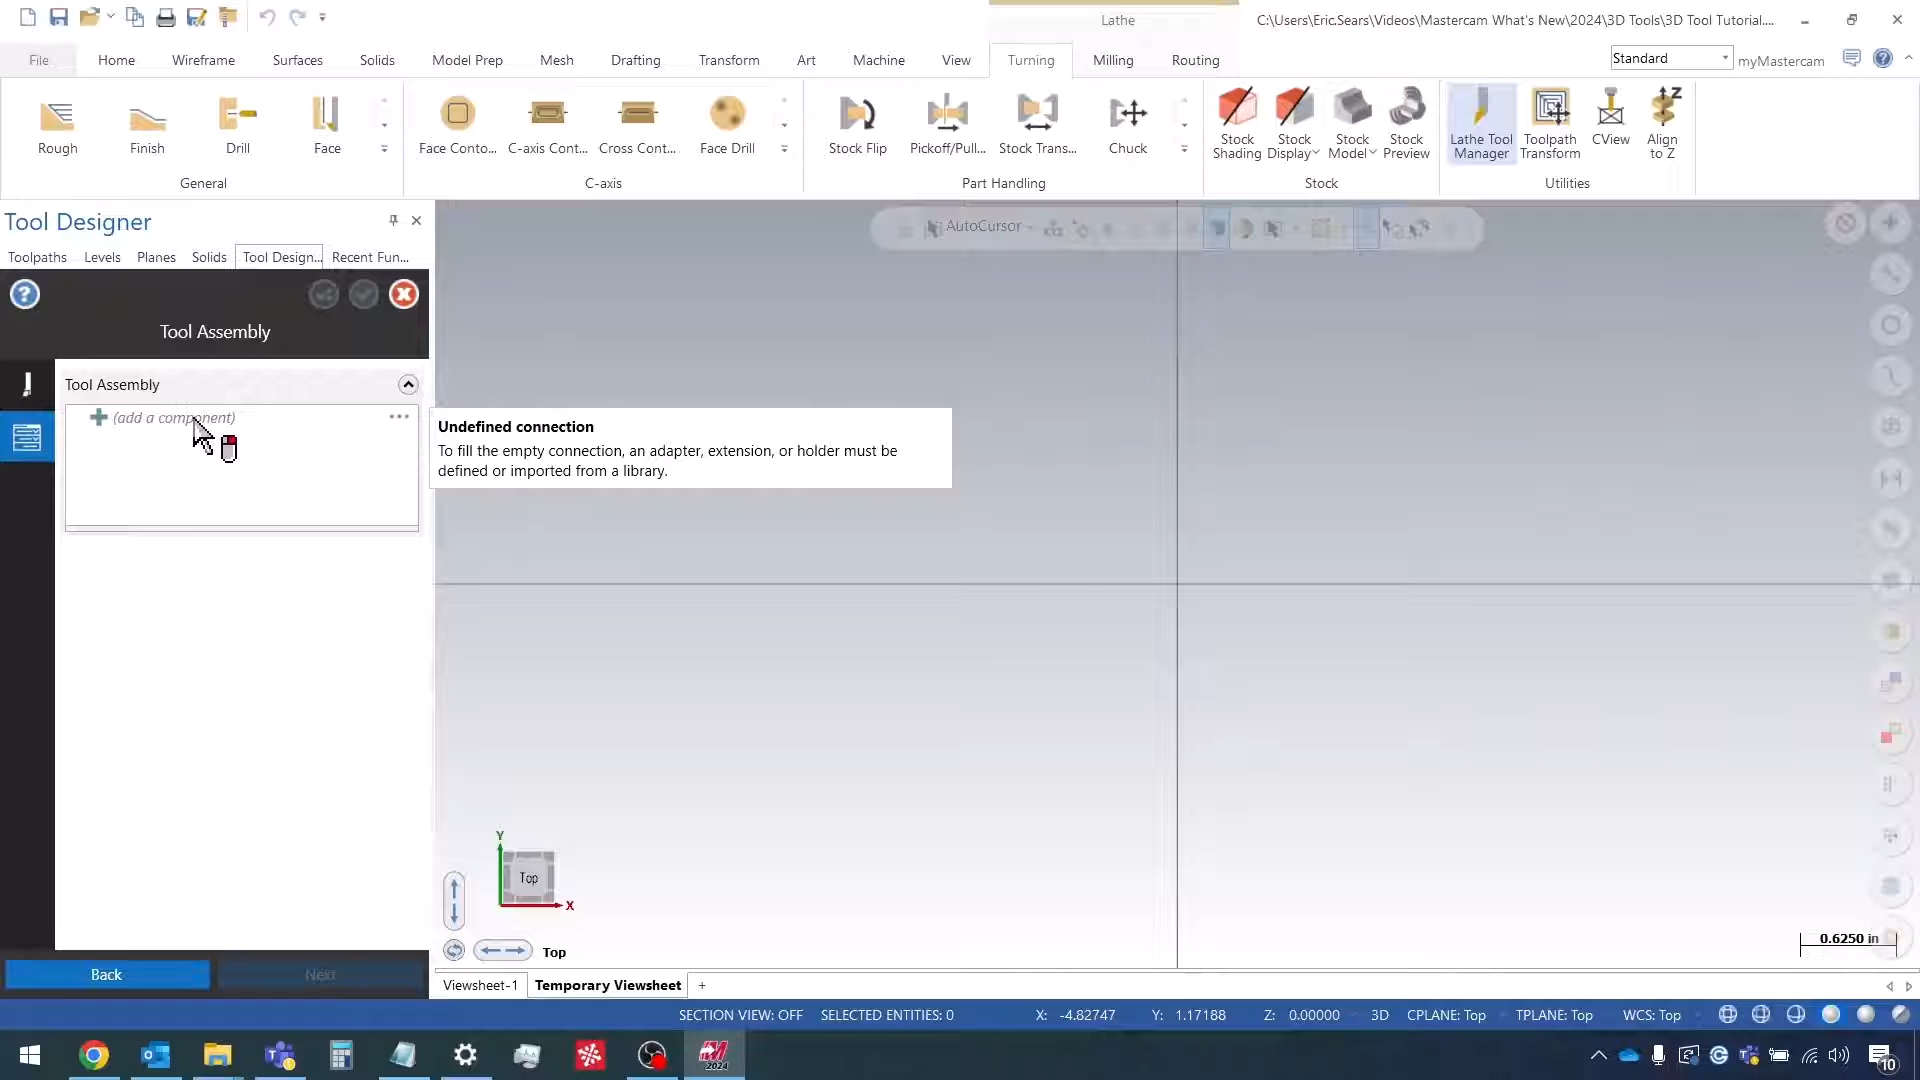 Lathe
C:\Users\Eric.Sears\Videos\Mastercam What's New\2024\3D Tools\3D Tool Tutorial....
File Home Wireframe Surfaces Solids Model Prep Mesh Drafting Transform Art Machine View Turning Milling Routing
Standard
myMastercam
Rough Finish Drill Face
Face Conto... C-axis Cont... Cross Cont... Face Drill
Stock Flip Pickoff/Pull... Stock Trans... Chuck
Stock Shading
Stock Display
Stock Model
Stock Preview
Lathe Tool Manager
Toolpath Transform
CView
Align to Z
General C-axis Part Handling Stock Utilities
Tool Designer
Toolpaths Levels Planes Solids Tool Design... Recent Fun...
AutoCursor
Tool Assembly
Tool Assembly
(add a component)
Undefined connection
To fill the empty connection, an adapter, extension, or holder must be
defined or imported from a library.
Y
Top
X
Top
0.6250 in
Back Next
Viewsheet-1 Temporary Viewsheet +
SECTION VIEW: OFF SELECTED ENTITIES: 0 X: -4.82747 Y: 1.17188 Z: 0.00000 3D CPLANE: Top TPLANE: Top WCS: Top
2024
10